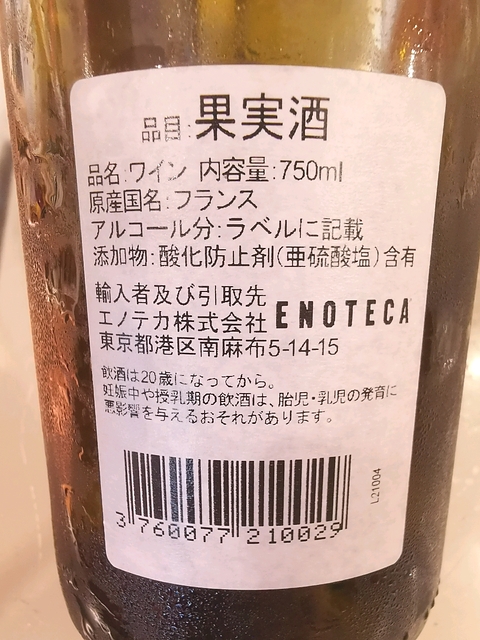 品目:果実酒
品名:ワイン 内容量:750ml
原産国名:フランス
アルコール分:ラベルに記載
添加物:酸化防止剤(亜硫酸塩)含有
輸入者及び引取先
エノテカ株式会社 ENOTECA
東京都港区南麻布5-14-15
飲酒は20歳になってから。
妊娠中や授乳期の飲酒は、胎児・乳児の発育に
悪影響を与えるおそれがあります。
L21004
3 760077 210029